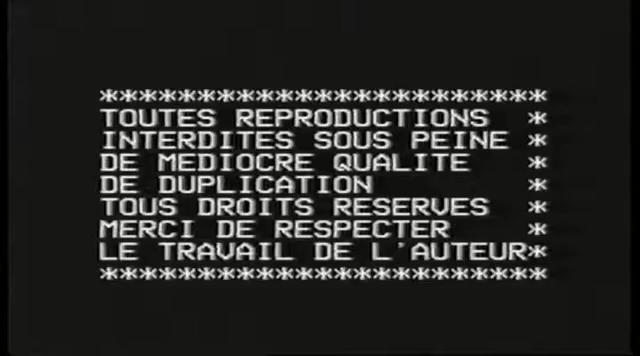 ***********************
TOUTES REPRODUCTIONS *
INTERDITES SOUS PEINE *
DE MEDIOCRE QUALITE *
DE DUPLICATION *
TOUS DROITS RESERVES *
MERCI DE RESPECTER *
LE TRAVAIL DE L'AUTEUR*
***********************